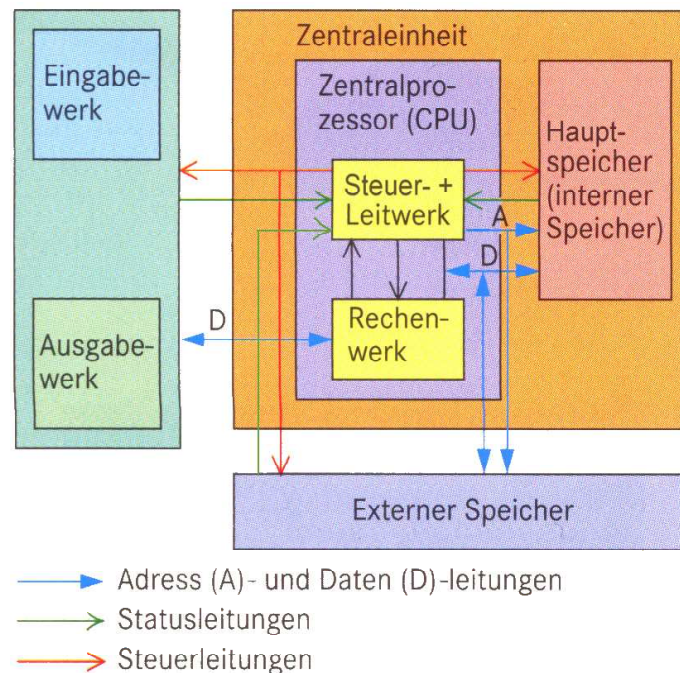 Eingabe-
werk
Ausgabe-
werk
D
Zentraleinheit
Zentralpro-
zessor (CPU)
Steuer- +
Leitwerk
Rechen-
werk
A
D
Haupt-
speicher
(interner
Speicher)
Externer Speicher
Adress (A)- und Daten (D)-leitungen
Statusleitungen
Steuerleitungen